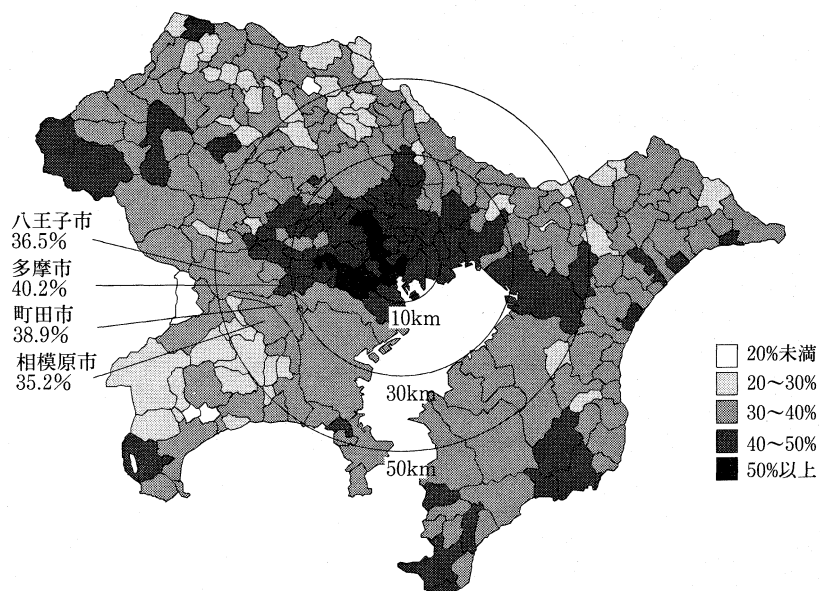 八王子市
36.5%
多摩市
40.2%
町田市
38.9%
相模原市
35.2%
10km
30km
50km
20%未満
20～30%
30～40%
40～50%
50%以上